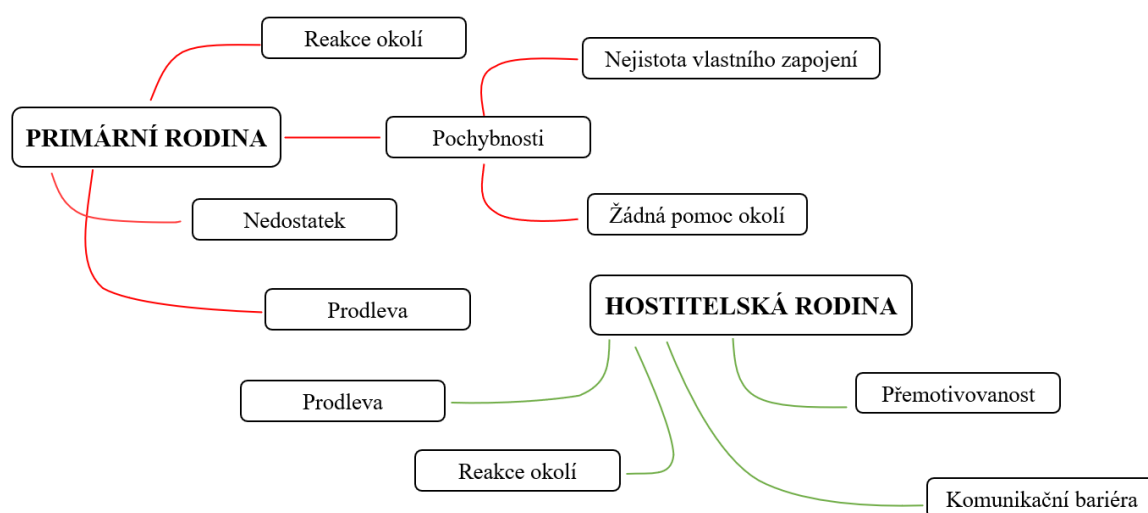 Reakce okolí
Nejistota vlastního zapojení
PRIMÁRNÍ RODINA
Pochybnosti
Nedostatek
Žádná pomoc okolí
Prodleva
HOSTITELSKÁ RODINA
Prodleva
Přemotivovanost
Reakce okolí
Komunikační bariéra